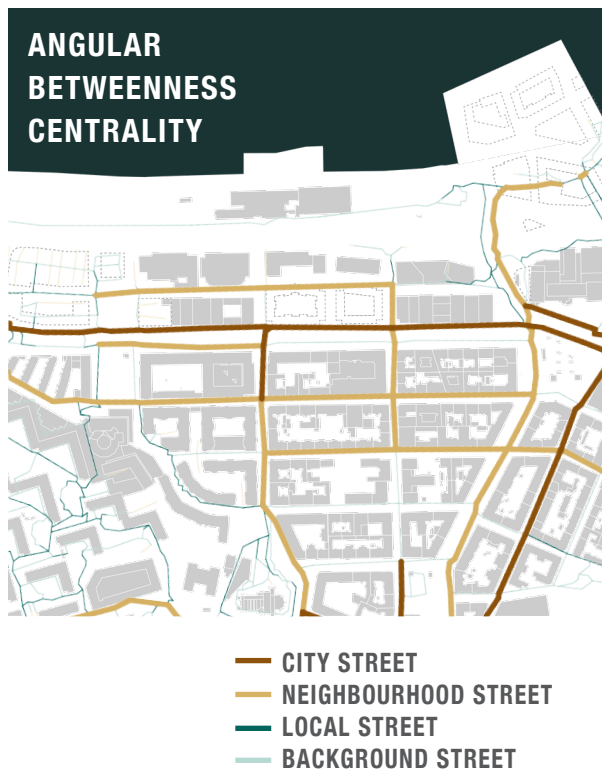 ANGULAR
BETWEENNESS
CENTRALITY
CITY STREET
NEIGHBOURHOOD STREET
LOCAL STREET
BACKGROUND STREET